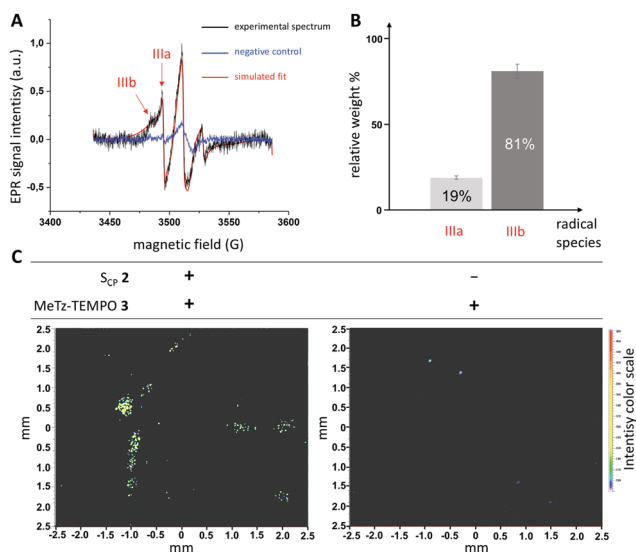 A
EPR signal intentisy (a.u.)
1,0
0,5
0,0
-0,5
3400
3450
3500
3550
3600
magnetic field (G)
IIIb
IIIa
experimental spectrum
negative control
simulated fit
B
relative weight %
100
50
0
19%
81%
IIIa
IIIb
radical
species
C
S_CP 2 + –
MeTz-TEMPO 3 + +
mm
2.5
2.0
1.5
1.0
0.5
0
0.5
1.0
1.5
2.0
2.5
-2.5 -2.0 -1.5 -1.0 -0.5 0 0.5 1.0 1.5 2.0 2.5
mm
mm
2.5
2.0
1.5
1.0
0.5
0
0.5
1.0
1.5
2.0
2.5
-2.5 -2.0 -1.5 -1.0 -0.5 0 0.5 1.0 1.5 2.0 2.5
mm
Intentisy color scale